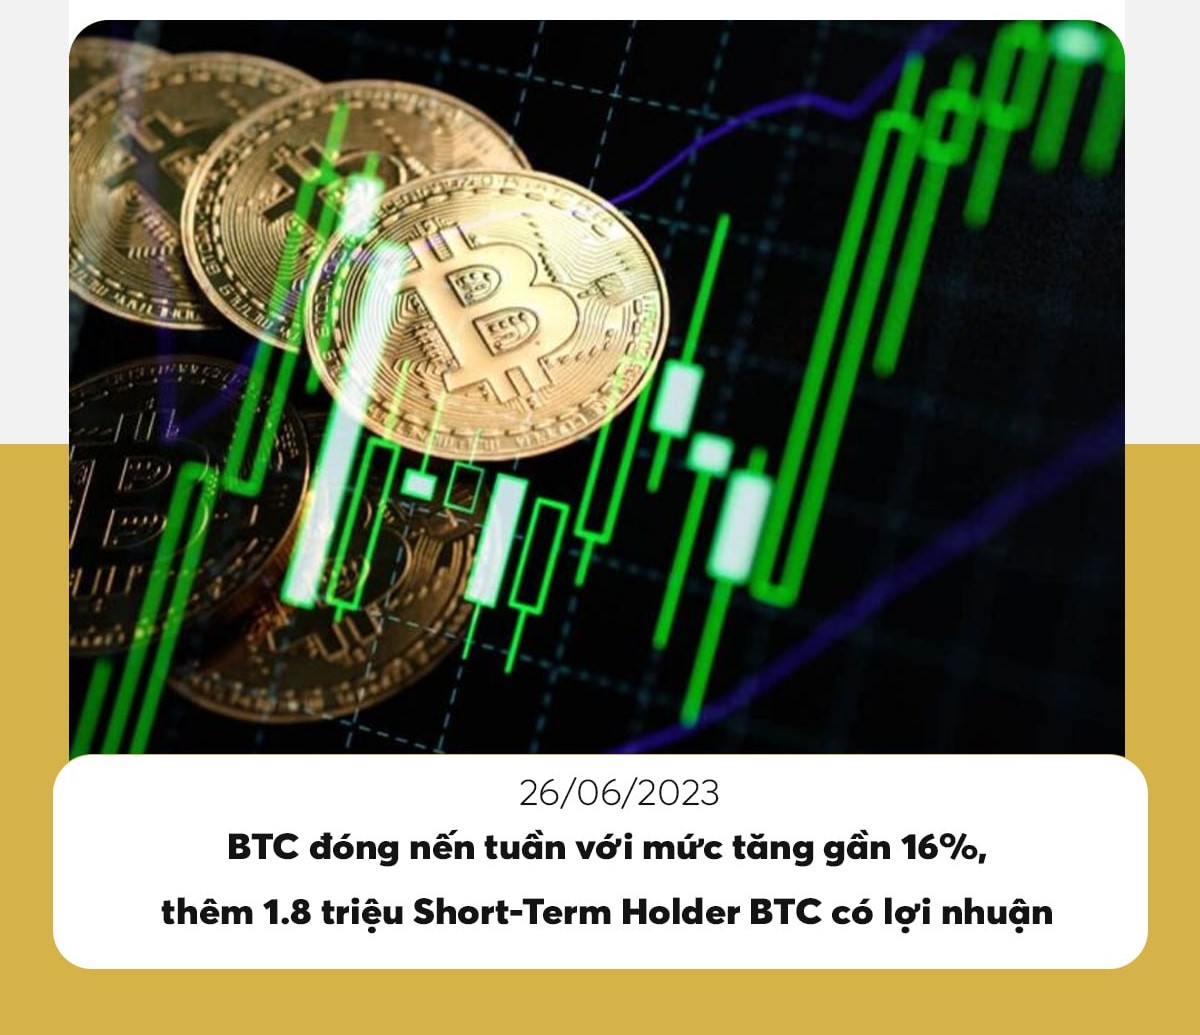 26/06/2023
BTC đóng nến tuần với mức tăng gần 16%,
thêm 1.8 triệu Short-Term Holder BTC có lợi nhuận